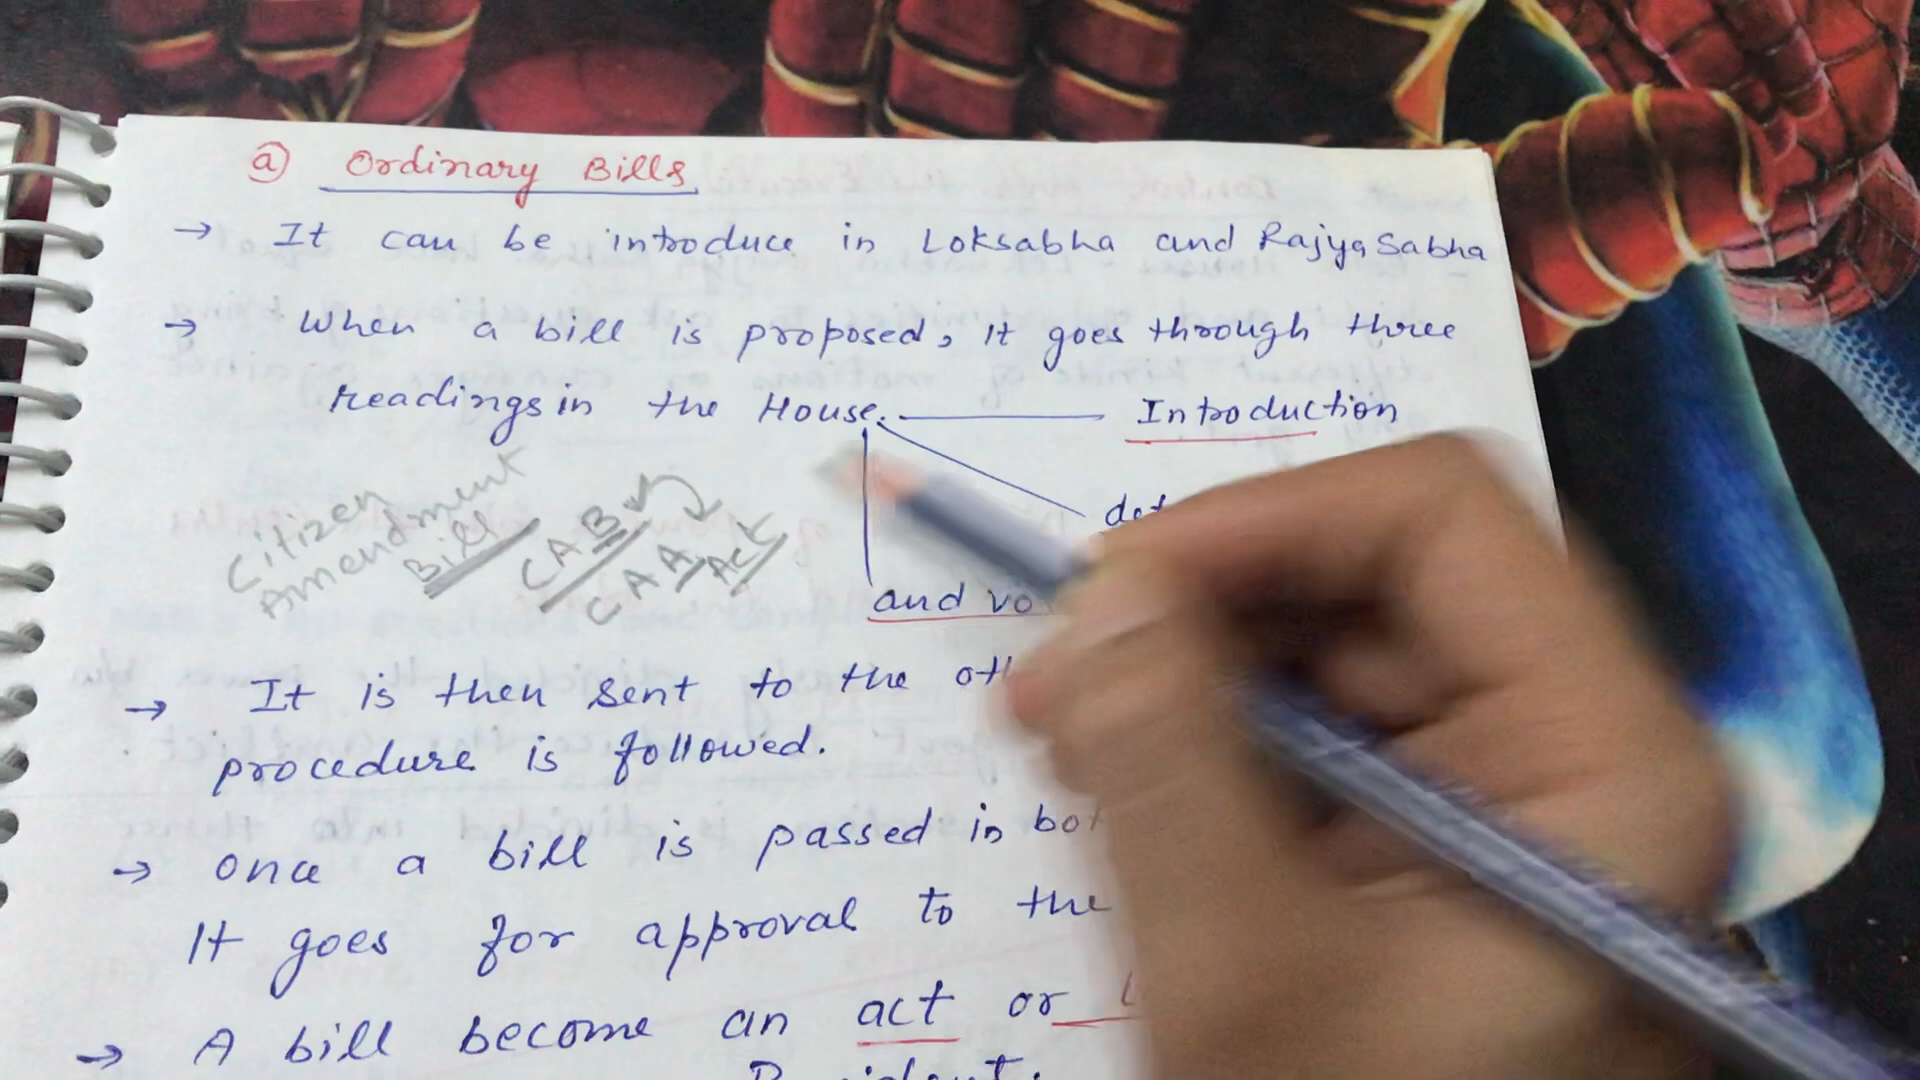 a) Ordinary Bills
→ It can be introduce in Loksabha and Rajya Sabha
→ When a bill is proposed, It goes through three
readings in the House. Introduction
Citizen
Amendment
Bill
CAB
CAA Act
and
→ It is then sent to the
procedure is followed.
→ once a bill is passed in
It goes for approval to the
→ A bill become an act or